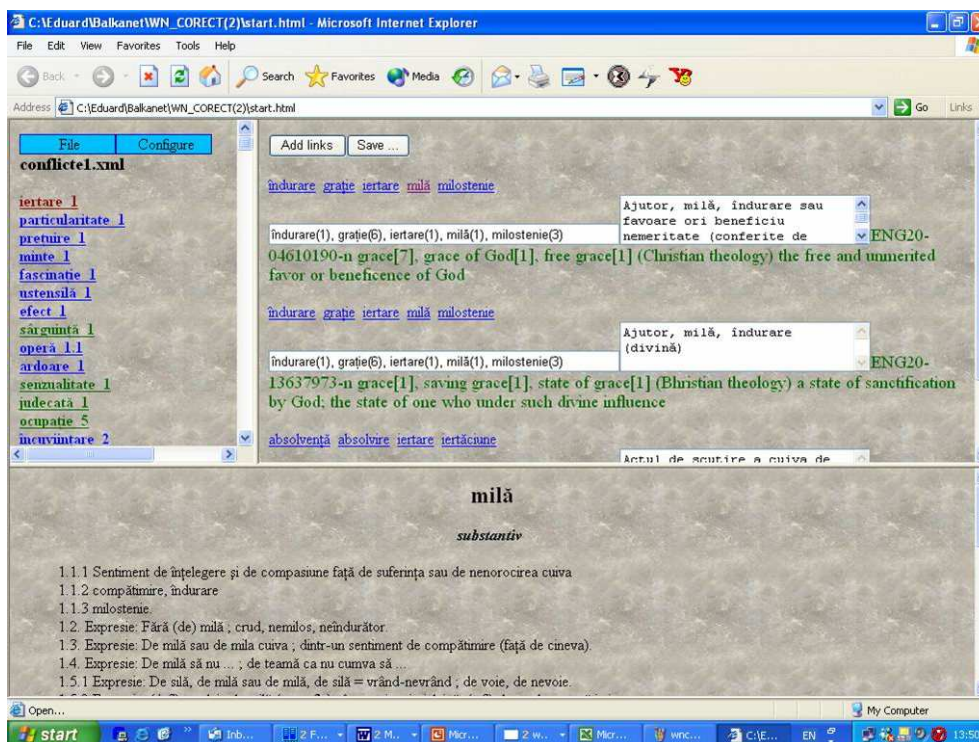 C:\Eduard\Balkanet\WN_CORECT(2)\start.html - Microsoft Internet Explorer
File Edit View Favorites Tools Help
Back Search Favorites Media
Address C:\Eduard\Balkanet\WN_CORECT(2)\start.html Go Links
File Configure
conflicte1.xml
iertare 1
particularitate 1
prețuire 1
minte 1
fascinatie 1
ustensilă 1
efect 1
sârguintă 1
operă 1.1
ardoare 1
senzualitate 1
judecată 1
ocupatie 5
încuviintare 2
Add links Save ...
îndurare grație iertare milă milostenie
Ajutor, milă, îndurare sau
favoare ori beneficiu
nemeritate (conferite de
îndurare(1), grație(6), iertare(1), milă(1), milostenie(3)
ENG20-
04610190-n grace[7], grace of God[1], free grace[1] (Christian theology) the free and unmerited
favor or beneficence of God
îndurare grație iertare milă milostenie
Ajutor, milă, îndurare
(divină)
îndurare(1), grație(6), iertare(1), milă(1), milostenie(3)
ENG20-
13637973-n grace[1], saving grace[1], state of grace[1] (Bhristian theology) a state of sanctification
by God; the state of one who under such divine influence
absolvență absolvire iertare iertăciune
Actul de scutire a cuiva de
milă
substantiv
1.1.1 Sentiment de înțelegere și de compasiune față de suferința sau de nenorocirea cuiva
1.1.2 compătimire, îndurare
1.1.3 milostenie.
1.2. Expresie: Fără (de) milă ; crud, nemilos, neîndurător.
1.3. Expresie: De milă sau de mila cuiva ; dintr-un sentiment de compătimire (față de cineva).
1.4. Expresie: De milă să nu ... ; de teamă ca nu cumva să ...
1.5.1 Expresie: De silă, de milă sau de milă, de silă = vrând-nevrând ; de voie, de nevoie.
Open... My Computer
start Inb... 2 F... 2 M... Micr... 2 w... Micr... wnc... C:\E... EN 13:58